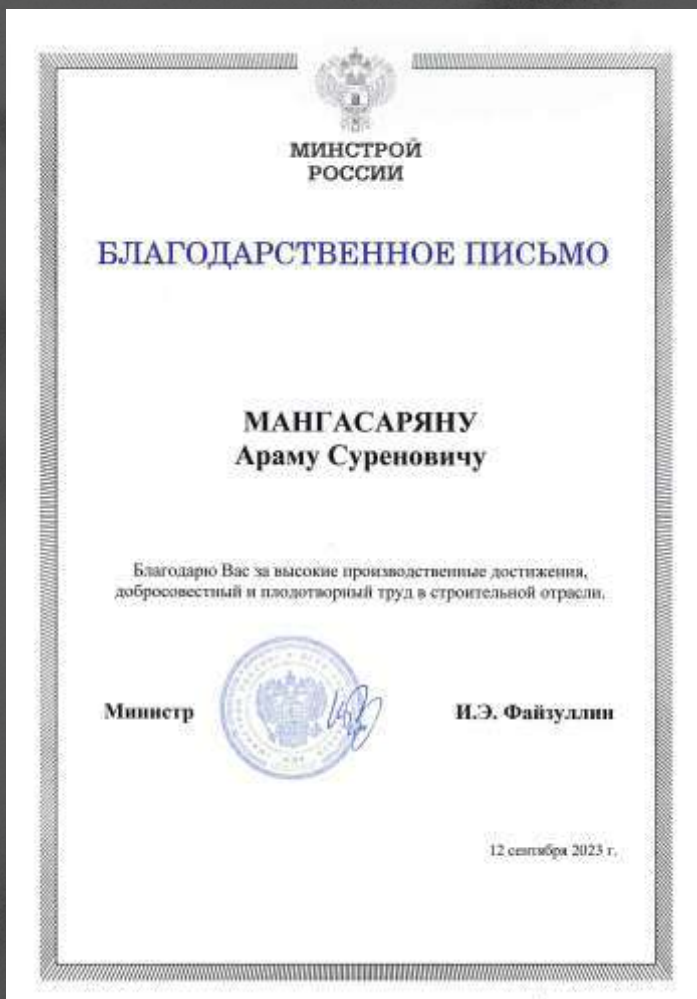 МИНСТРОЙ
РОССИИ
БЛАГОДАРСТВЕННОЕ ПИСЬМО
МАНГАСАРЯНУ
Араму Суреновичу
Благодарю Вас за высокие производственные достижения,
добросовестный и плодотворный труд в строительной отрасли.
Министр
И.Э. Файзуллин
12 сентября 2023 г.